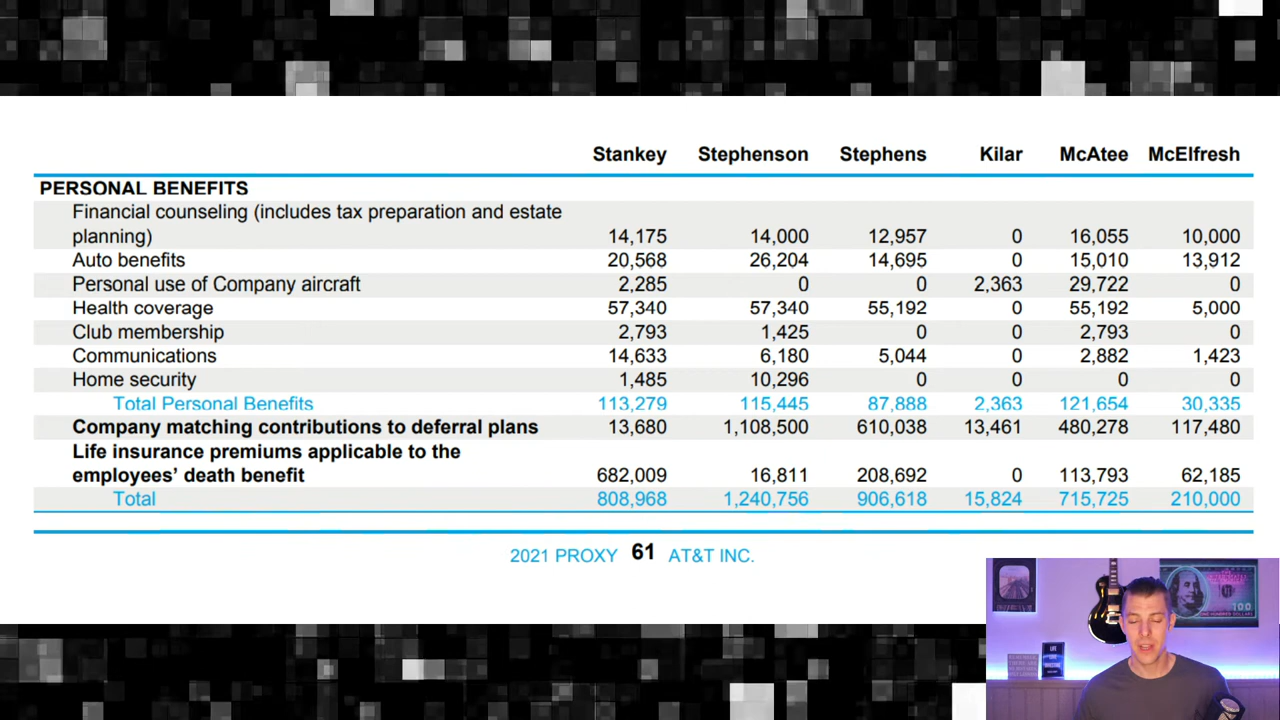 Stankey Stephenson Stephens Kilar McAtee McElfresh
PERSONAL BENEFITS
Financial counseling (includes tax preparation and estate
planning) 14,175 14,000 12,957 0 16,055 10,000
Auto benefits 20,568 26,204 14,695 0 15,010 13,912
Personal use of Company aircraft 2,285 0 0 2,363 29,722 0
Health coverage 57,340 57,340 55,192 0 55,192 5,000
Club membership 2,793 1,425 0 0 2,793 0
Communications 14,633 6,180 5,044 0 2,882 1,423
Home security 1,485 10,296 0 0 0 0
Total Personal Benefits 113,279 115,445 87,888 2,363 121,654 30,335
Company matching contributions to deferral plans 13,680 1,108,500 610,038 13,461 480,278 117,480
Life insurance premiums applicable to the
employees' death benefit 682,009 16,811 208,692 0 113,793 62,185
Total 808,968 1,240,756 906,618 15,824 715,725 210,000
2021 PROXY 61 AT&T INC.
100